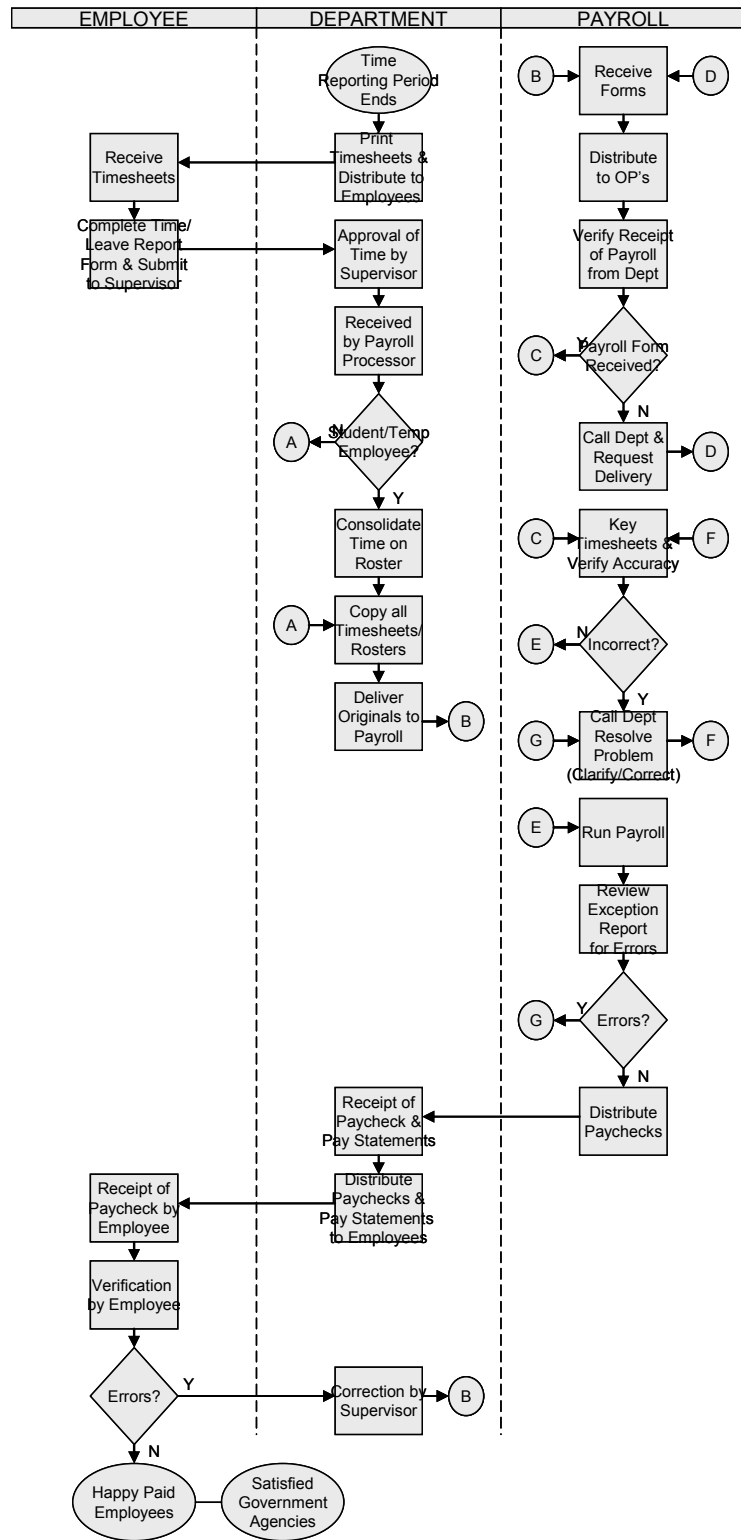 EMPLOYEE
DEPARTMENT
PAYROLL
Time
Reporting Period
Ends
B
Receive
Forms
D
Receive
Timesheets
Print
Timesheets &
Distribute to
Employees
Distribute
to OP's
Complete Time/
Leave Report
Form & Submit
to Supervisor
Approval of
Time by
Supervisor
Verify Receipt
of Payroll
from Dept
Received
by Payroll
Processor
C
Y
Payroll Form
Received?
N
A
N
Student/Temp
Employee?
Y
Call Dept &
Request
Delivery
D
Consolidate
Time on
Roster
C
Key
Timesheets &
Verify Accuracy
F
A
Copy all
Timesheets/
Rosters
E
N
Incorrect?
Y
Deliver
Originals to
Payroll
B
G
Call Dept
Resolve
Problem
(Clarify/Correct)
F
E
Run Payroll
Review
Exception
Report
for Errors
G
Y
Errors?
N
Receipt of
Paycheck &
Pay Statements
Distribute
Paychecks
Receipt of
Paycheck by
Employee
Distribute
Paychecks &
Pay Statements
to Employees
Verification
by Employee
Errors?
Y
N
Correction by
Supervisor
B
Happy Paid
Employees
Satisfied
Government
Agencies